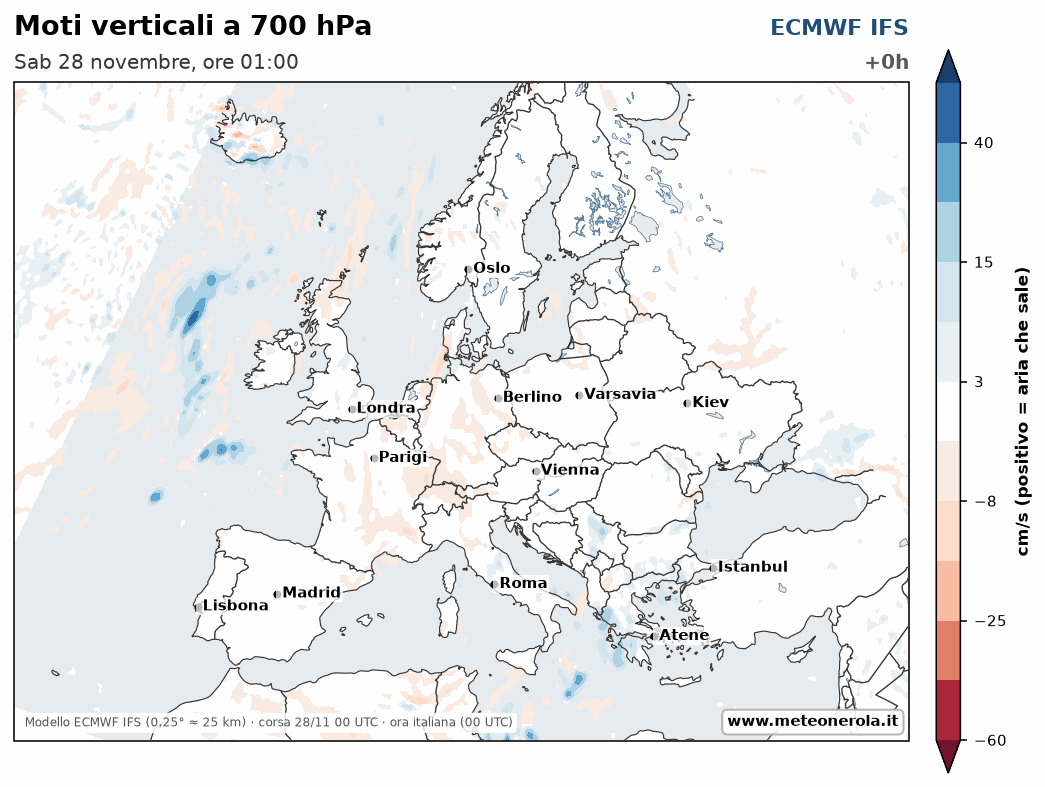 Moti verticali a 700 hPa
ECMWF IFS
Sab 28 novembre, ore 01:00
+0h
40
15
3
−8
−25
−60
cm/s (positivo = aria che sale)
Oslo
Berlino
Varsavia
Kiev
Londra
Parigi
Vienna
Istanbul
Roma
Madrid
Lisbona
Atene
Modello ECMWF IFS (0,25° ≈ 25 km) · corsa 28/11 00 UTC · ora italiana (00 UTC)
www.meteonerola.it